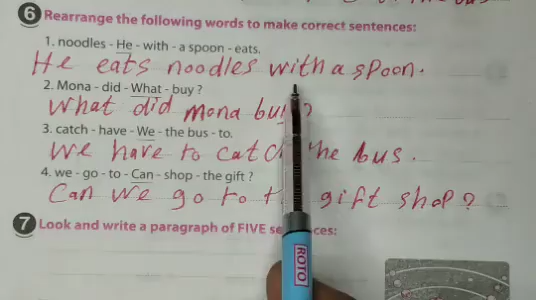 6 Rearrange the following words to make correct sentences:
1. noodles - He - with - a spoon - eats.
He eats noodles with a spoon.
2. Mona - did - What - buy ?
What did Mona bu ?
3. catch - have - We - the bus - to.
We have to catc the bus.
4. we - go - to - Can - shop - the gift ?
Can we go to t gift shop?
7 Look and write a paragraph of FIVE se ces:
ROTO